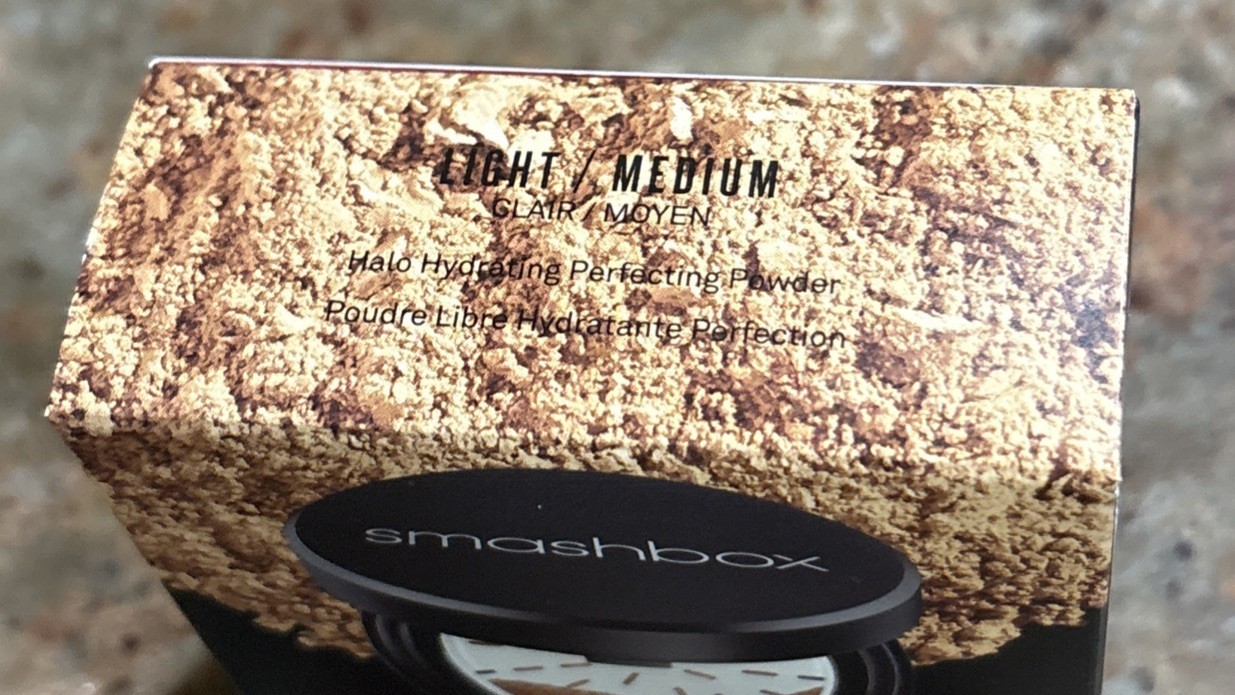 LIGHT / MEDIUM
CLAIR / MOYEN
Halo Hydrating Perfecting Powder
Poudre Libre Hydratante Perfection
smashbox